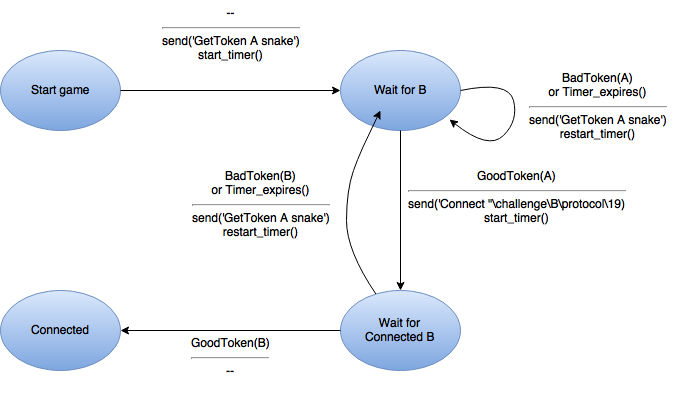 --
send('GetToken A snake')
start_timer()
Start game
Wait for B
BadToken(A)
or Timer_expires()
send('GetToken A snake')
restart_timer()
BadToken(B)
or Timer_expires()
send('GetToken A snake')
restart_timer()
GoodToken(A)
send('Connect "\challenge\B\protocol\19)
start_timer()
Connected
Wait for
Connected B
GoodToken(B)
--